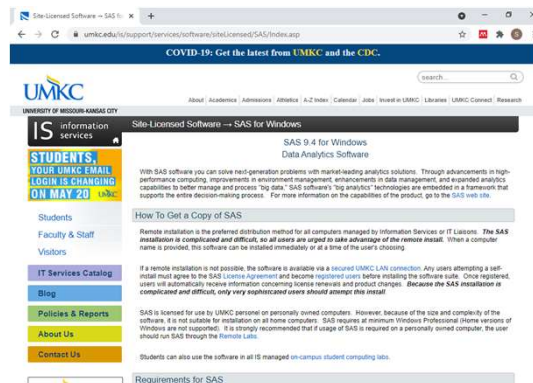 Site-Licensed Software → SAS fo
umkc.edu/is/support/services/software/siteLicensed/SAS/Index.asp
COVID-19: Get the latest from UMKC and the CDC.
search...
UMKC
UNIVERSITY OF MISSOURI-KANSAS CITY
About Academics Admissions Athletics A-Z Index Calendar Jobs Invest in UMKC Libraries UMKC Connect Research
IS information services
Site-Licensed Software → SAS for Windows
STUDENTS,
YOUR UMKC EMAIL
LOGIN IS CHANGING
ON MAY 20 UMKC
Students
Faculty & Staff
Visitors
IT Services Catalog
Blog
Policies & Reports
About Us
Contact Us
SAS 9.4 for Windows
Data Analytics Software
With SAS software you can solve next-generation problems with market-leading analytics solutions. Through advancements in high-
performance computing, improvements in environment management, enhancements in data management, and expanded analytics
capabilities to better manage and process "big data," SAS software's "big analytics" technologies are embedded in a framework that
supports the entire decision-making process. For more information on the capabilities of the product, go to the SAS web site.
How To Get a Copy of SAS
Remote installation is the preferred distribution method for all computers managed by Information Services or IT Liaisons. The SAS
installation is complicated and difficult, so all users are urged to take advantage of the remote install. When a computer
name is provided, this software can be installed immediately or at a time of the user's choosing.
If a remote installation is not possible, the software is available via a secured UMKC LAN connection. Any users attempting a self-
install must agree to the SAS License Agreement and become registered users before installing the software suite. Once registered,
users will automatically receive information concerning license renewals and product changes. Because the SAS installation is
complicated and difficult, only very sophisticated users should attempt this install.
SAS is licensed for use by UMKC personnel on personally owned computers. However, because of the size and complexity of the
software, it is not suitable for installation on all home computers. SAS requires at minimum Windows Professional (Home versions of
Windows are not supported). It is strongly recommended that if usage of SAS is required on a personally owned computer, the user
should run SAS through the Remote Labs.
Students can also use the software in all IS managed on-campus student computing labs.
Requirements for SAS